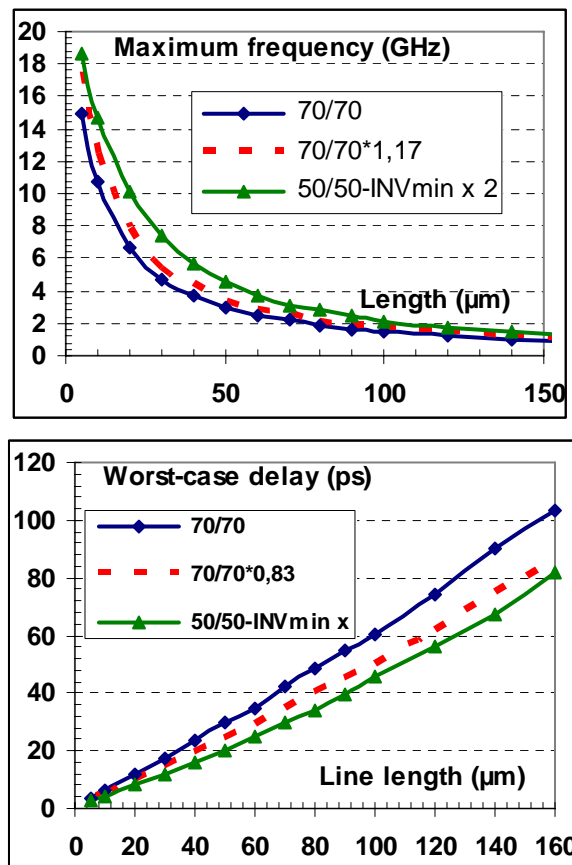 Maximum frequency (GHz)
20
18
16
14
12
10
8
6
4
2
0
70/70
70/70*1,17
50/50-INVmin x 2
Length (µm)
0 50 100 150
120
100
80
60
40
20
0
Worst-case delay (ps)
70/70
70/70*0,83
50/50-INVmin x
Line length (µm)
0 20 40 60 80 100 120 140 160